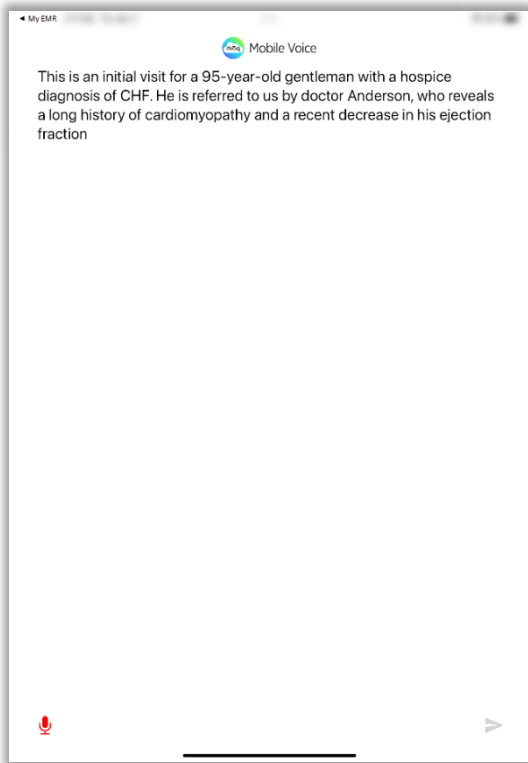 ◄ My EMR
nVoq Mobile Voice
This is an initial visit for a 95-year-old gentleman with a hospice
diagnosis of CHF. He is referred to us by doctor Anderson, who reveals
a long history of cardiomyopathy and a recent decrease in his ejection
fraction